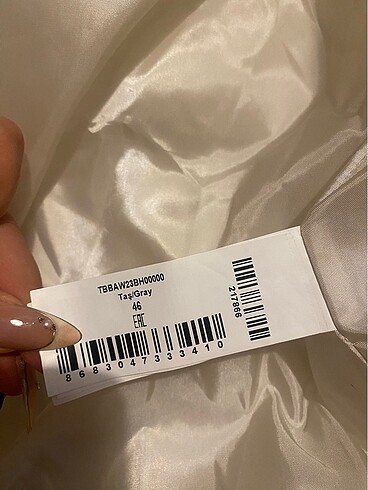 TBBAW23BH00000
Taş/Gray
46
EAC
8683047333410
217866